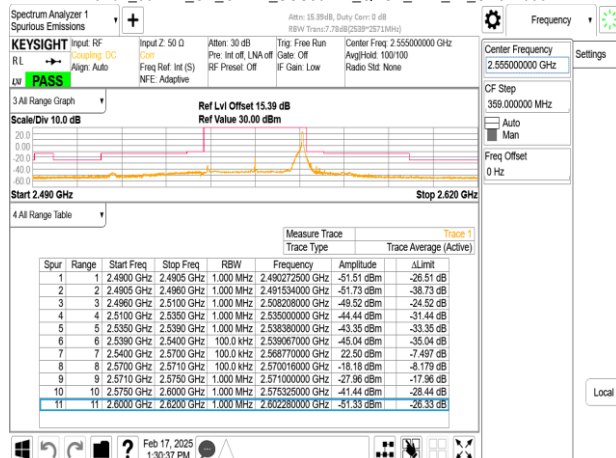 Spectrum Analyzer 1
Spurious Emissions
Attn: 15.39dB, Duty Corr: 0 dB
RBW Trans:7.78dB(2539~2571MHz)
Frequency
KEYSIGHT
RL
PASS
Input: RF
Coupling: DC
Align: Auto
Input Z: 50 Ω
Corr
Freq Ref: Int (S)
NFE: Adaptive
Atten: 30 dB
Pre: Int off, LNA off
RF Preset: Off
Trig: Free Run
Gate: Off
IF Gain: Low
Center Freq: 2.555000000 GHz
Avg|Hold: 100/100
Radio Std: None
Center Frequency
2.555000000 GHz
Settings
CF Step
359.000000 MHz
Auto
Man
Freq Offset
0 Hz
3 All Range Graph
Scale/Div 10.0 dB
Ref Lvl Offset 15.39 dB
Ref Value 30.00 dBm
20.0
0.00
-20.0
-40.0
-60.0
Start 2.490 GHz
Stop 2.620 GHz
4 All Range Table
Measure Trace Trace 1
Trace Type Trace Average (Active)
Spur Range Start Freq Stop Freq RBW Frequency Amplitude ΔLimit
1 1 2.4900 GHz 2.4905 GHz 1.000 MHz 2.490272500 GHz -51.51 dBm -26.51 dB
2 2 2.4905 GHz 2.4960 GHz 1.000 MHz 2.491534000 GHz -51.73 dBm -38.73 dB
3 3 2.4960 GHz 2.5100 GHz 1.000 MHz 2.508208000 GHz -49.52 dBm -24.52 dB
4 4 2.5100 GHz 2.5350 GHz 1.000 MHz 2.535000000 GHz -44.44 dBm -31.44 dB
5 5 2.5350 GHz 2.5390 GHz 1.000 MHz 2.538380000 GHz -43.35 dBm -33.35 dB
6 6 2.5390 GHz 2.5400 GHz 100.0 kHz 2.539067000 GHz -45.04 dBm -35.04 dB
7 7 2.5400 GHz 2.5700 GHz 100.0 kHz 2.568770000 GHz 22.50 dBm -7.497 dB
8 8 2.5700 GHz 2.5710 GHz 100.0 kHz 2.570016000 GHz -18.18 dBm -8.179 dB
9 9 2.5710 GHz 2.5750 GHz 1.000 MHz 2.571000000 GHz -27.96 dBm -17.96 dB
10 10 2.5750 GHz 2.6000 GHz 1.000 MHz 2.575325000 GHz -41.44 dBm -28.44 dB
11 11 2.6000 GHz 2.6200 GHz 1.000 MHz 2.602280000 GHz -51.33 dBm -26.33 dB
Local
Feb 17, 2025
1:30:37 PM